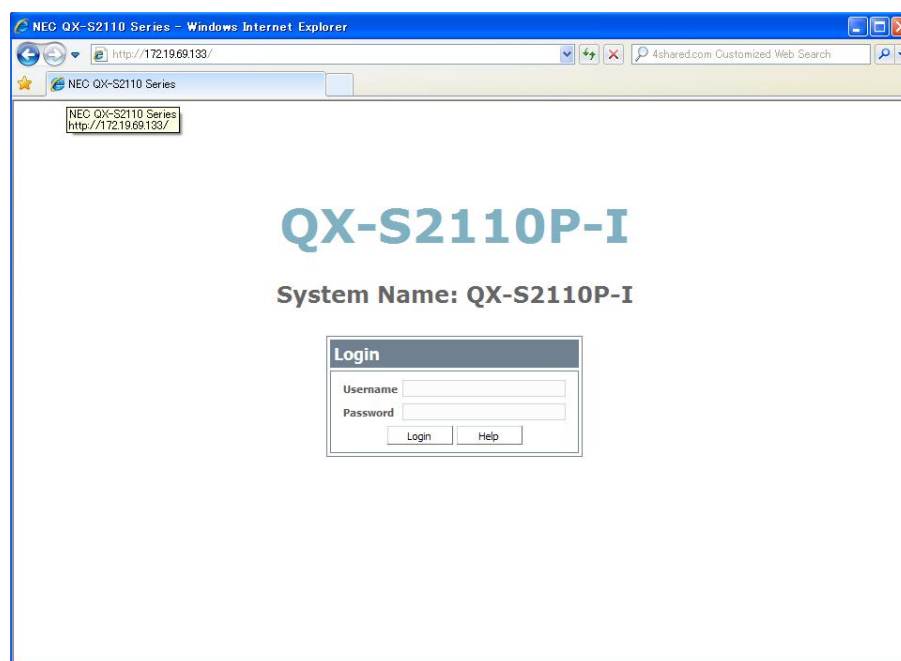 NEC QX-S2110 Series - Windows Internet Explorer
http://172.19.69.133/
4shared.com Customized Web Search
NEC QX-S2110 Series
NEC QX-S2110 Series
http://172.19.69.133/
QX-S2110P-I
System Name: QX-S2110P-I
Login
Username
Password
Login Help